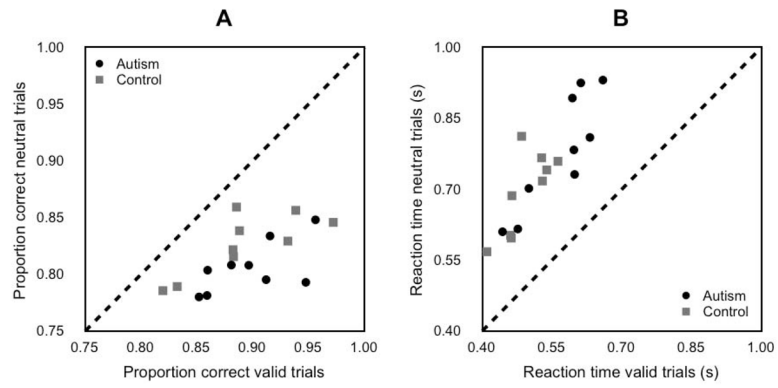 A
1.00
0.95
0.90
0.85
0.80
0.75
Proportion correct neutral trials
Autism
Control
0.75 0.80 0.85 0.90 0.95 1.00
Proportion correct valid trials
B
1.00
0.85
0.70
0.55
0.40
Reaction time neutral trials (s)
Autism
Control
0.40 0.55 0.70 0.85 1.00
Reaction time valid trials (s)